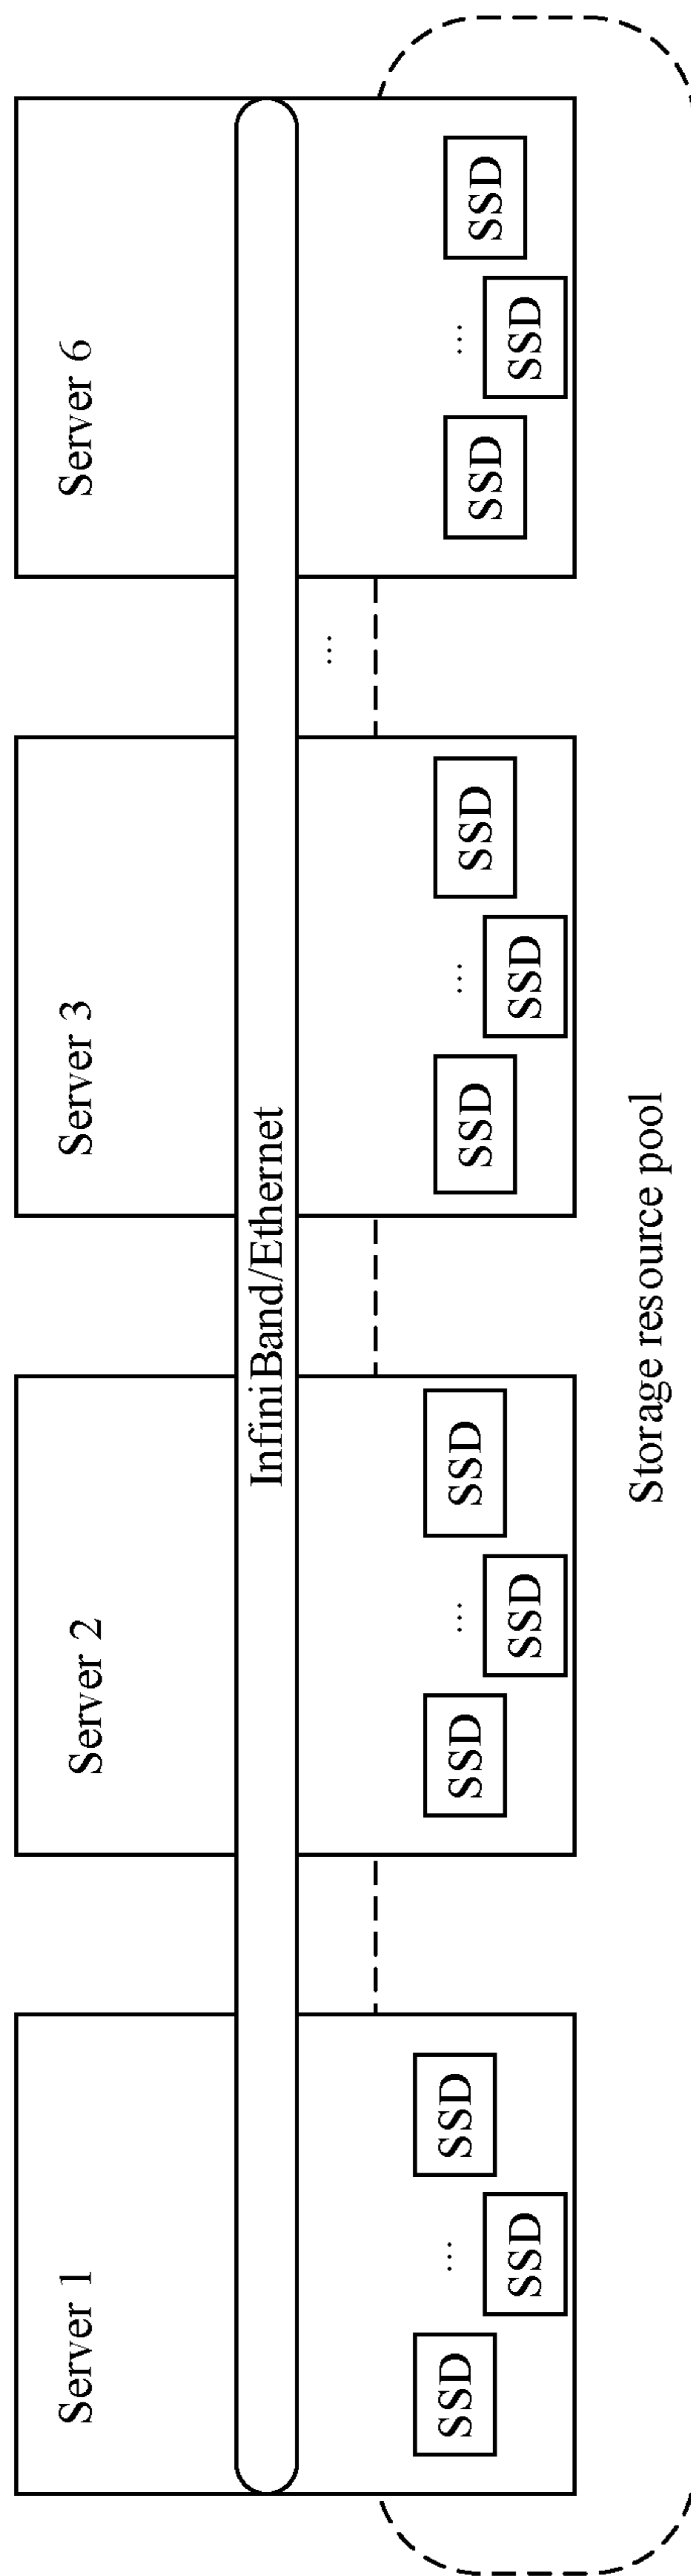 Server 1
Server 2
Server 3
Server 6
InfiniBand/Ethernet
...
SSD
...
SSD
SSD
SSD
...
SSD
SSD
SSD
...
SSD
SSD
SSD
...
SSD
SSD
Storage resource pool